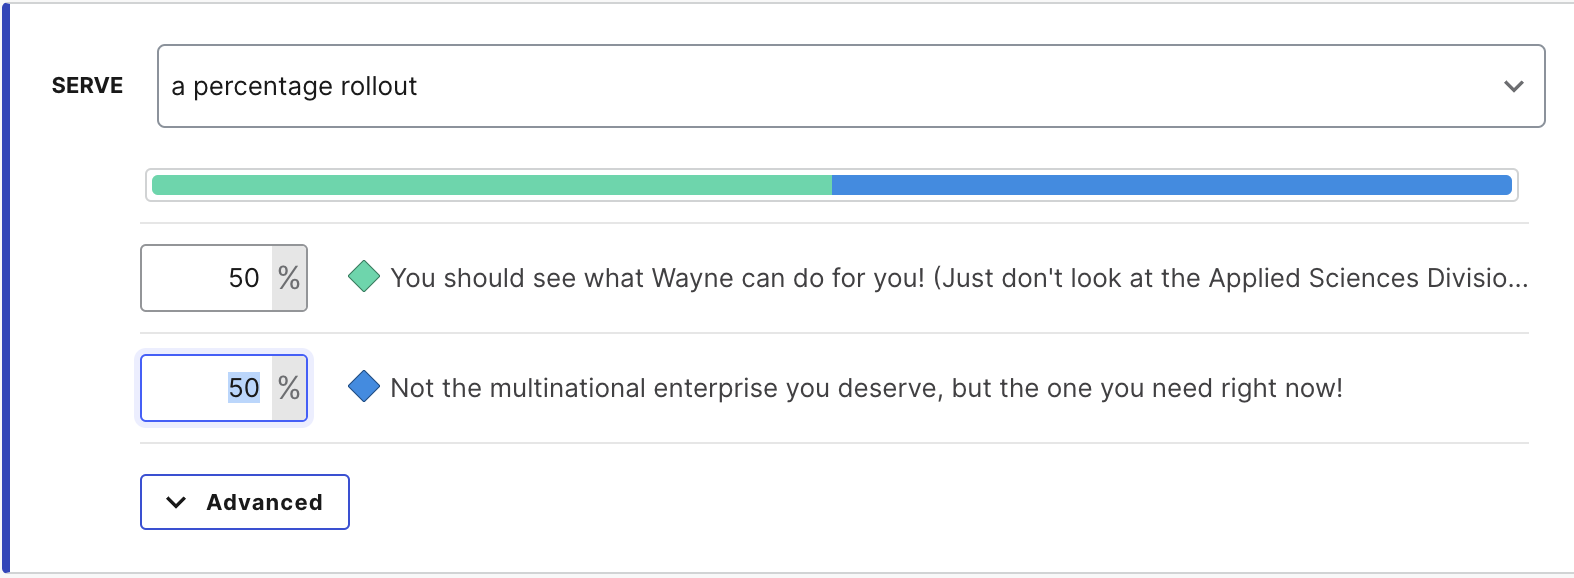 SERVE
a percentage rollout
50 %
You should see what Wayne can do for you! (Just don't look at the Applied Sciences Divisio...
50 %
Not the multinational enterprise you deserve, but the one you need right now!
Advanced